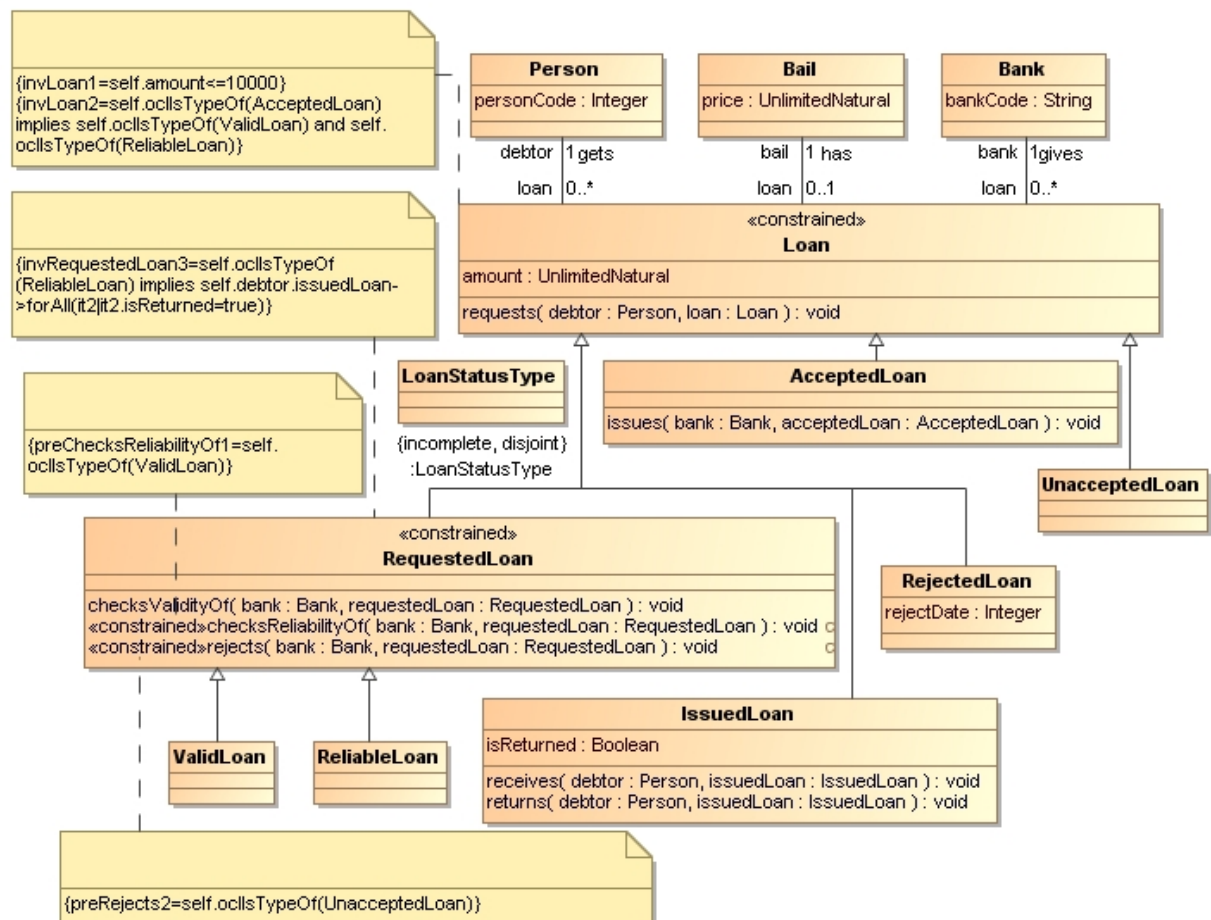 {invLoan1=self.amount<=10000}
{invLoan2=self.oclIsTypeOf(AcceptedLoan)
implies self.oclIsTypeOf(ValidLoan) and self.
oclIsTypeOf(ReliableLoan)}
Person
personCode : Integer
Bail
price : UnlimitedNatural
Bank
bankCode : String
debtor 1 gets
bail 1 has
bank 1 gives
loan 0..*
loan 0..1
loan 0..*
{invRequestedLoan3=self.oclIsTypeOf
(ReliableLoan) implies self.debtor.issuedLoan-
>forAll(it2|it2.isReturned=true)}
«constrained»
Loan
amount : UnlimitedNatural
requests( debtor : Person, loan : Loan ) : void
LoanStatusType
{incomplete, disjoint}
:LoanStatusType
AcceptedLoan
issues( bank : Bank, acceptedLoan : AcceptedLoan ) : void
UnacceptedLoan
{preChecksReliabilityOf1=self.
oclIsTypeOf(ValidLoan)}
«constrained»
RequestedLoan
checksValidityOf( bank : Bank, requestedLoan : RequestedLoan ) : void
«constrained»checksReliabilityOf( bank : Bank, requestedLoan : RequestedLoan ) : void c
«constrained»rejects( bank : Bank, requestedLoan : RequestedLoan ) : void c
RejectedLoan
rejectDate : Integer
ValidLoan
ReliableLoan
IssuedLoan
isReturned : Boolean
receives( debtor : Person, issuedLoan : IssuedLoan ) : void
returns( debtor : Person, issuedLoan : IssuedLoan ) : void
{preRejects2=self.oclIsTypeOf(UnacceptedLoan)}